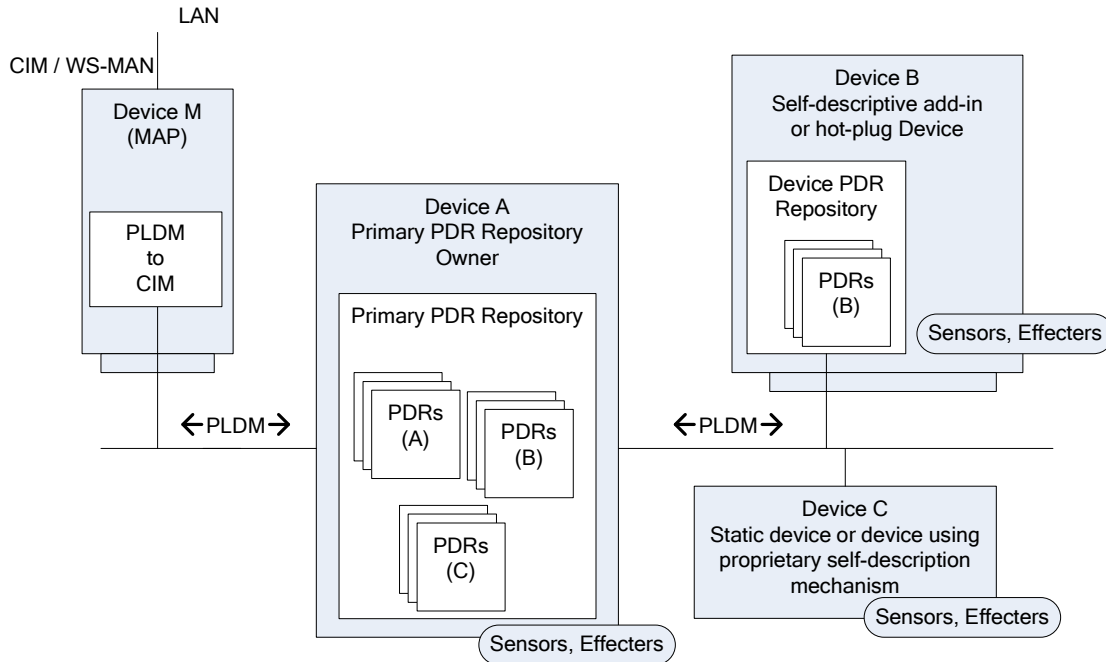 LAN
CIM / WS-MAN
Device M
(MAP)
PLDM
to
CIM
PLDM
Device A
Primary PDR Repository
Owner
Primary PDR Repository
PDRs
(A)
PDRs
(B)
PDRs
(C)
Sensors, Effecters
PLDM
Device B
Self-descriptive add-in
or hot-plug Device
Device PDR
Repository
PDRs
(B)
Sensors, Effecters
Device C
Static device or device using
proprietary self-description
mechanism
Sensors, Effecters